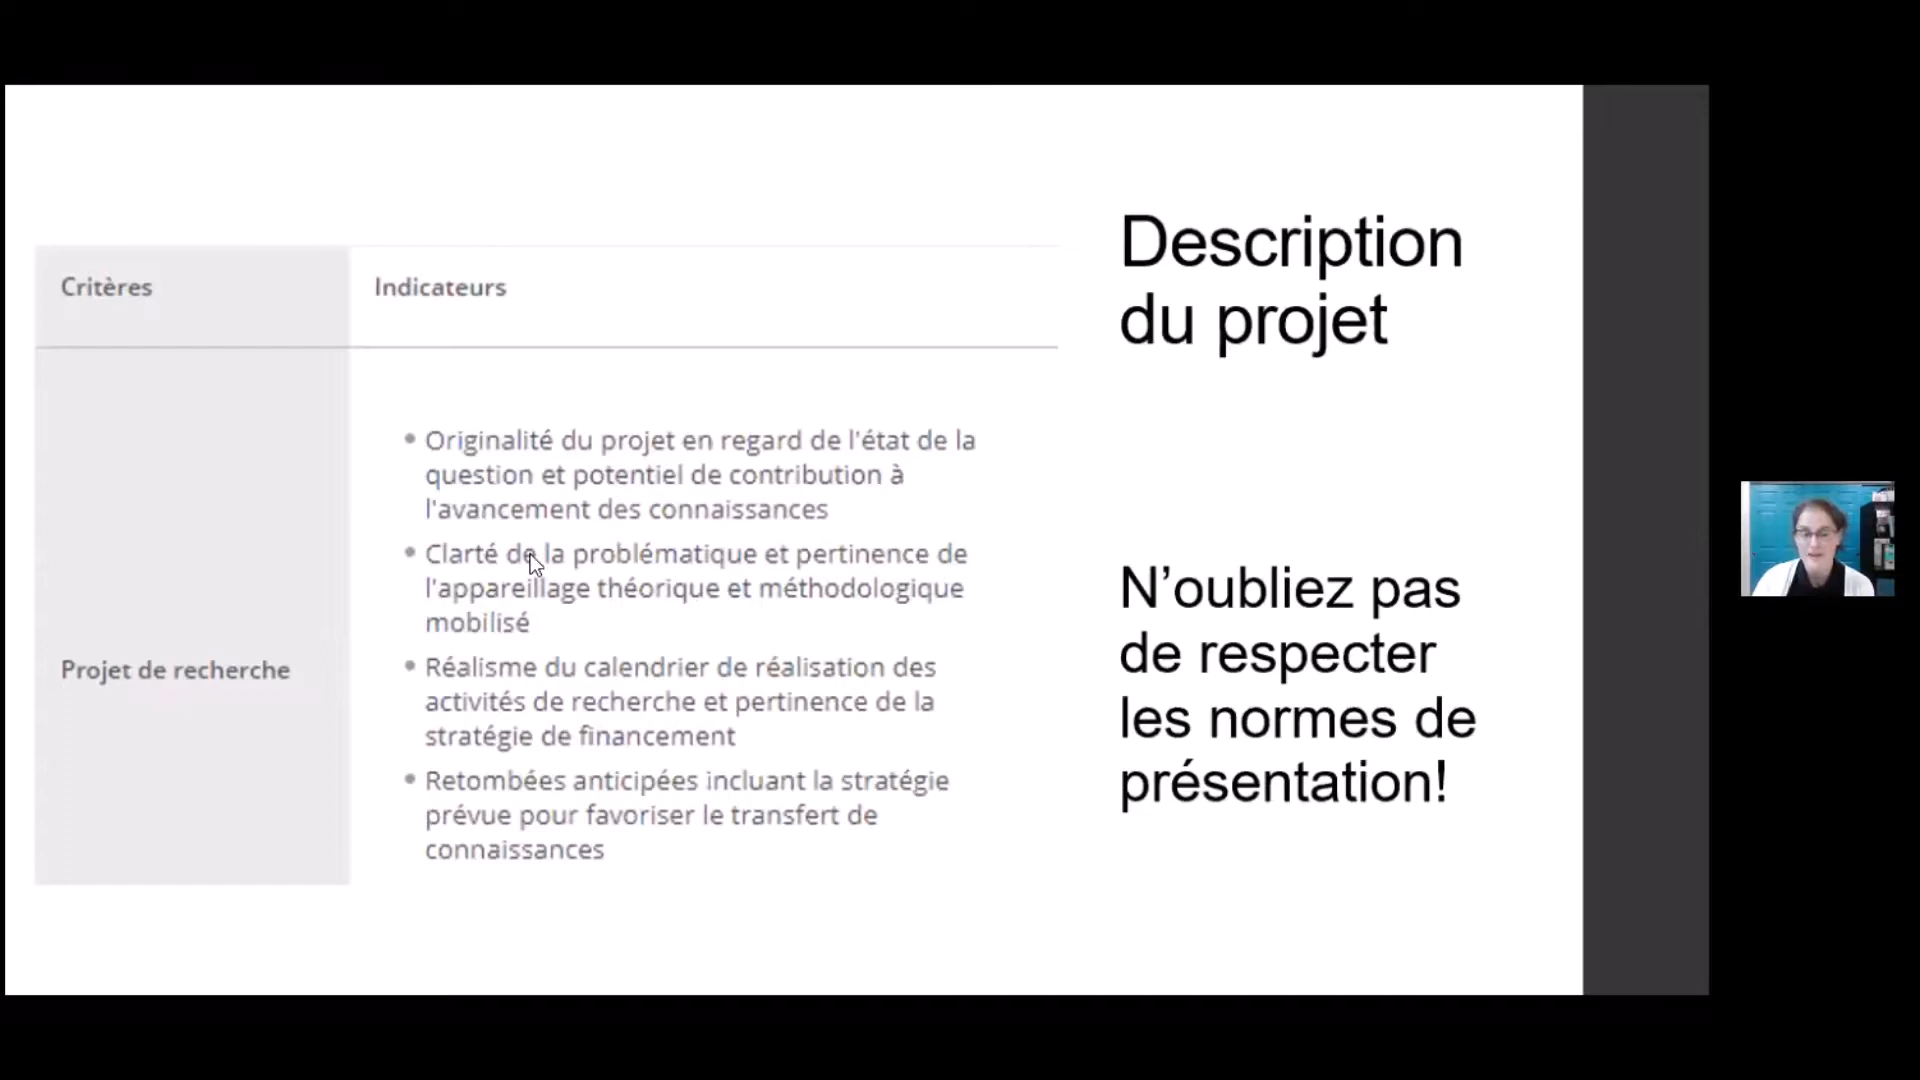 Critères
Indicateurs
Projet de recherche
Originalité du projet en regard de l'état de la
question et potentiel de contribution à
l'avancement des connaissances
Clarté de la problématique et pertinence de
l'appareillage théorique et méthodologique
mobilisé
Réalisme du calendrier de réalisation des
activités de recherche et pertinence de la
stratégie de financement
Retombées anticipées incluant la stratégie
prévue pour favoriser le transfert de
connaissances
Description
du projet
N’oubliez pas
de respecter
les normes de
présentation!